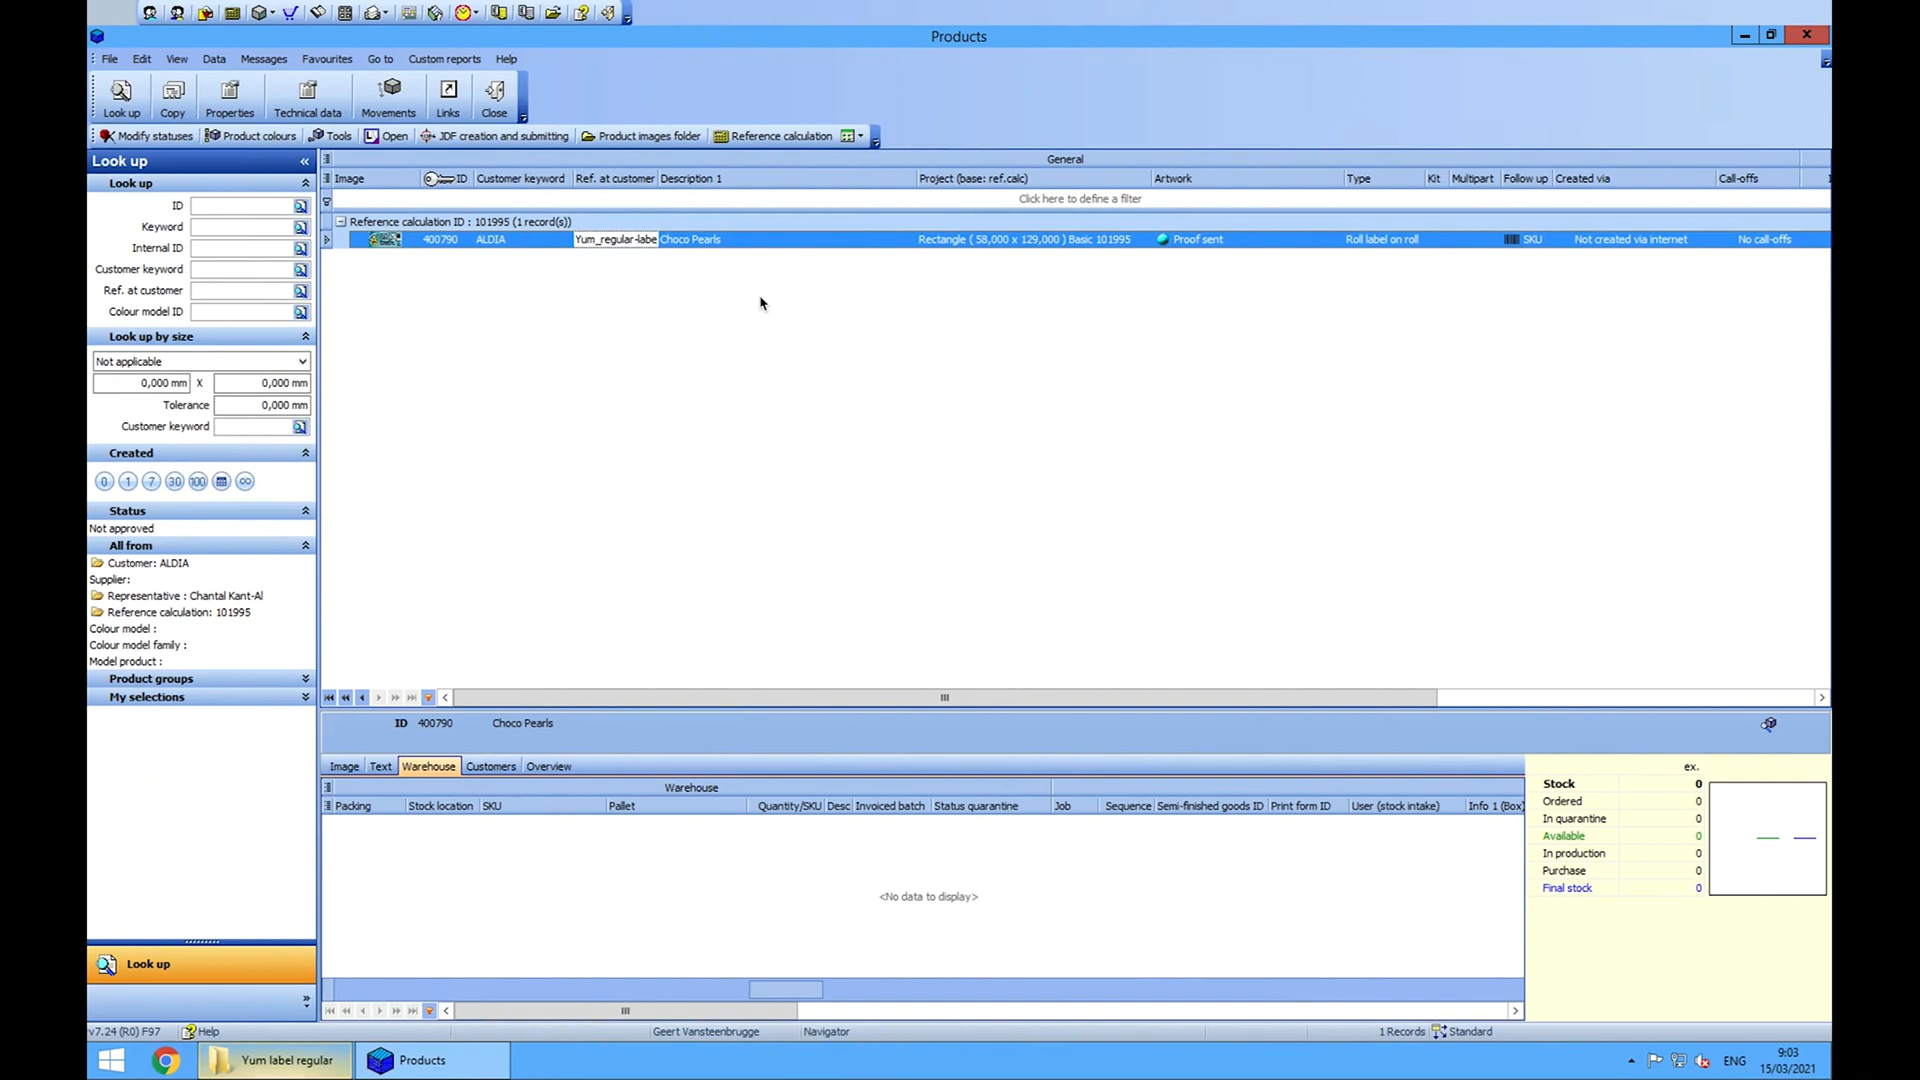 Products
File Edit View Data Messages Favourites Go to Custom reports Help
Look up Copy Properties Technical data Movements Links Close
Modify statuses Product colours Tools Open JDF creation and submitting Product images folder Reference calculation
Look up
General
Look up
Image ID Customer keyword Ref. at customer Description 1 Project (base: ref.calc) Artwork Type Kit Multipart Follow up Created via Call-offs
Click here to define a filter
ID
Keyword
Internal ID
Customer keyword
Ref. at customer
Colour model ID
Reference calculation ID : 101995 (1 record(s))
400790 ALDIA Yum_regular-labe Choco Pearls Rectangle ( 58,000 x 129,000 ) Basic 101995 Proof sent Roll label on roll SKU Not created via internet No call-offs
Look up by size
Not applicable
0,000 mm X 0,000 mm
Tolerance 0,000 mm
Customer keyword
Created
0 1 7 30 100 ∞
Status
Not approved
All from
Customer: ALDIA
Supplier:
Representative : Chantal Kant-Al
Reference calculation: 101995
Colour model :
Colour model family :
Model product :
Product groups
My selections
Look up
ID 400790 Choco Pearls
Image Text Warehouse Customers Overview
Warehouse
Packing Stock location SKU Pallet Quantity/SKU Desc Invoiced batch Status quarantine Job Sequence Semi-finished goods ID Print form ID User (stock intake) Info 1 (Box)
<No data to display>
ex.
Stock 0
Ordered 0
In quarantine 0
Available 0
In production 0
Purchase 0
Final stock 0
v7.24 (R0) F97 Help Geert Vansteenbrugge Navigator 1 Records Standard
Yum label regular Products ENG
9:03
15/03/2021